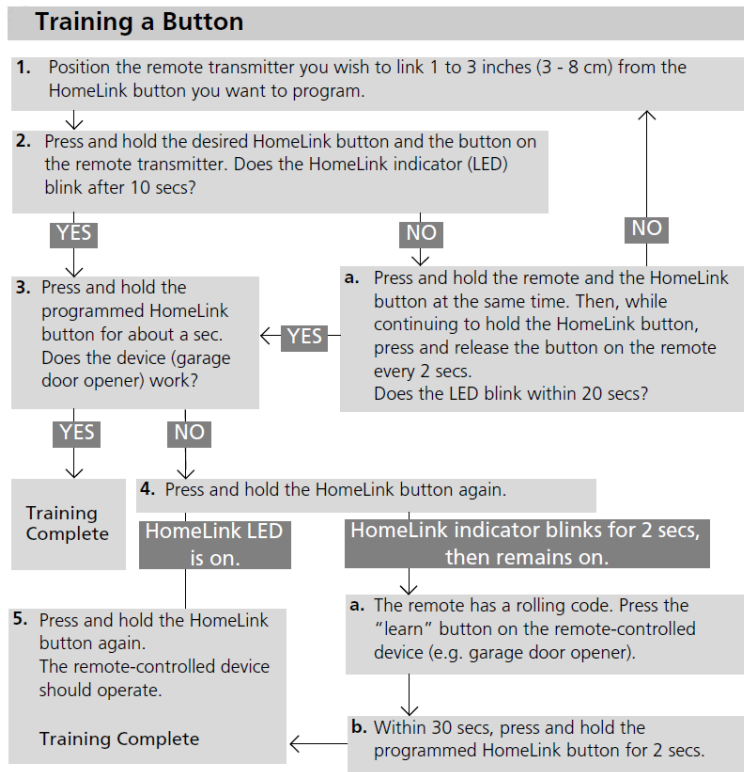 Training a Button
1. Position the remote transmitter you wish to link 1 to 3 inches (3 - 8 cm) from the
HomeLink button you want to program.
2. Press and hold the desired HomeLink button and the button on
the remote transmitter. Does the HomeLink indicator (LED)
blink after 10 secs?
YES
NO
NO
3. Press and hold the
programmed HomeLink
button for about a sec.
Does the device (garage
door opener) work?
YES
a. Press and hold the remote and the HomeLink
button at the same time. Then, while
continuing to hold the HomeLink button,
press and release the button on the remote
every 2 secs.
Does the LED blink within 20 secs?
YES
NO
Training
Complete
4. Press and hold the HomeLink button again.
HomeLink LED
is on.
HomeLink indicator blinks for 2 secs,
then remains on.
a. The remote has a rolling code. Press the
“learn” button on the remote-controlled
device (e.g. garage door opener).
5. Press and hold the HomeLink
button again.
The remote-controlled device
should operate.
Training Complete
b. Within 30 secs, press and hold the
programmed HomeLink button for 2 secs.